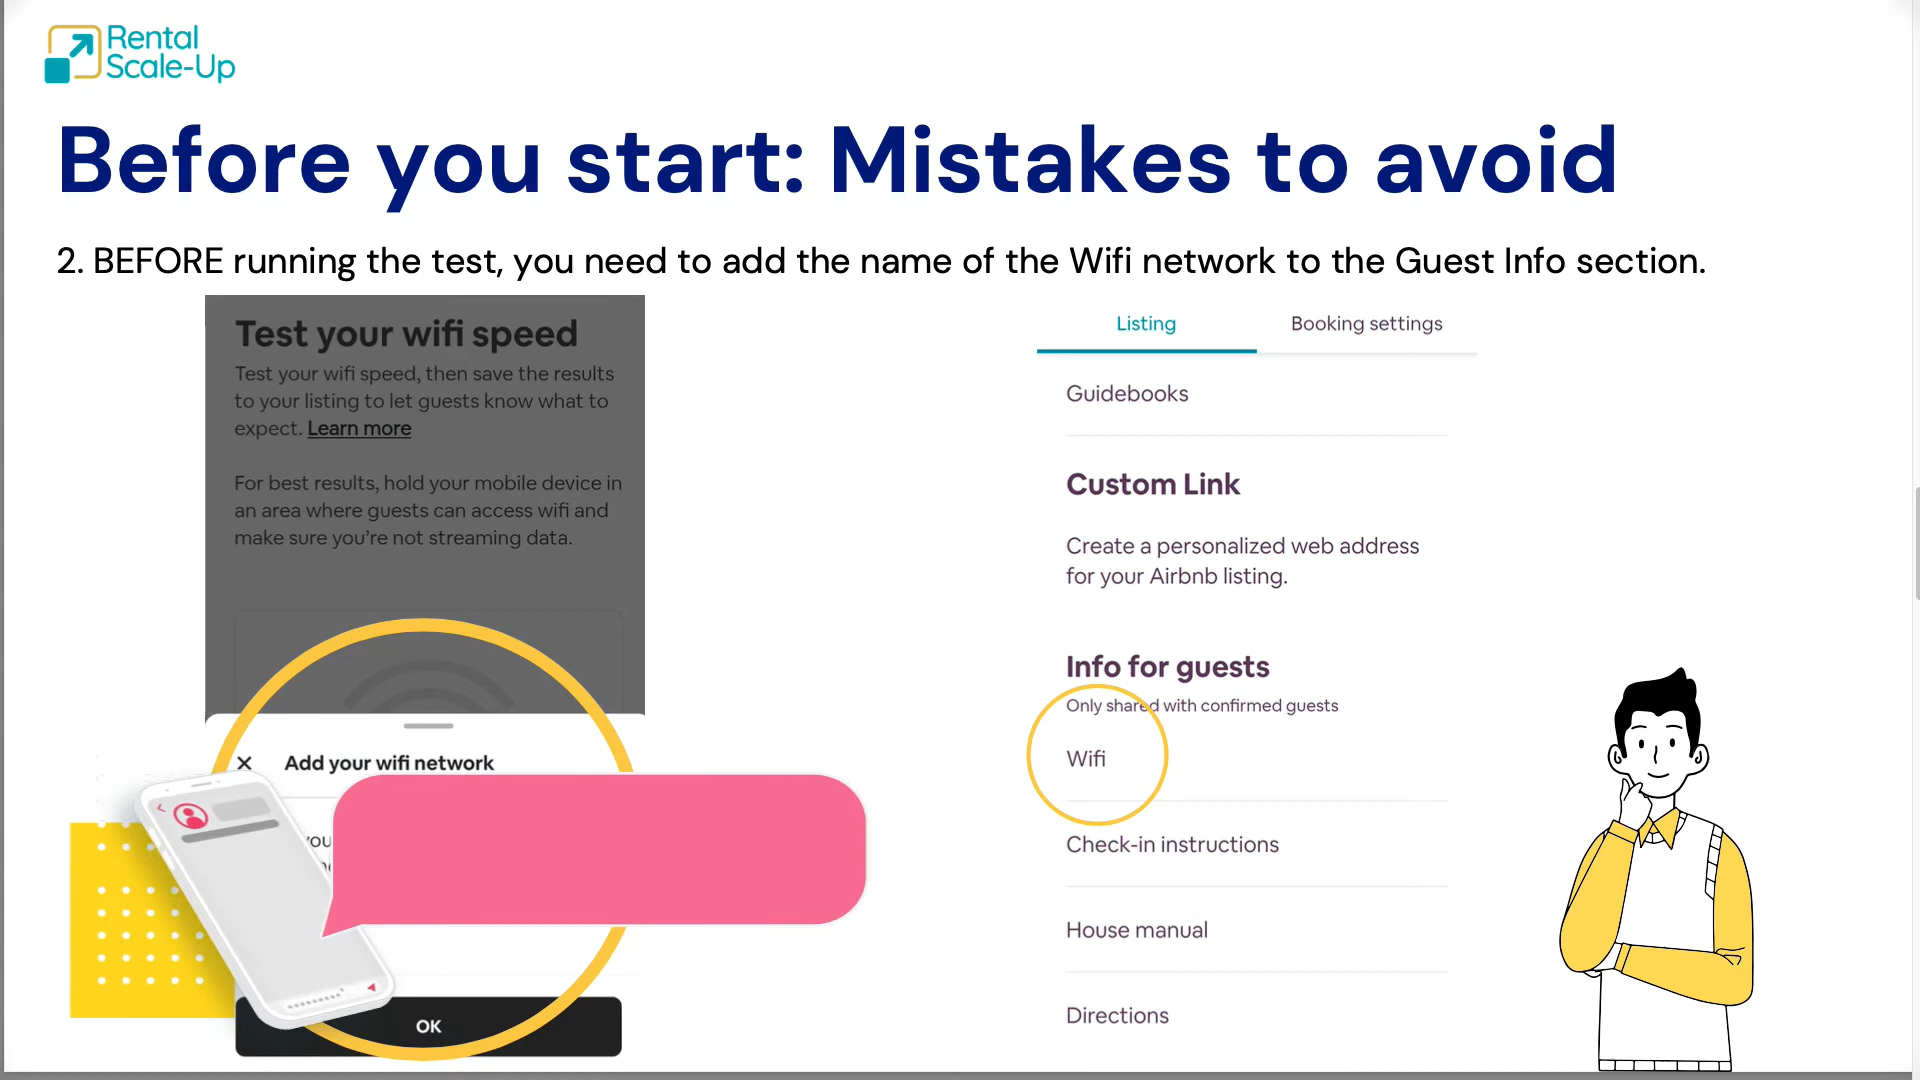 Rental
Scale-Up
Before you start: Mistakes to avoid
2. BEFORE running the test, you need to add the name of the Wifi network to the Guest Info section.
Test your wifi speed
Test your wifi speed, then save the results
to your listing to let guests know what to
expect. Learn more
For best results, hold your mobile device in
an area where guests can access wifi and
make sure you're not streaming data.
Add your wifi network
OK
Listing
Booking settings
Guidebooks
Custom Link
Create a personalized web address
for your Airbnb listing.
Info for guests
Only shared with confirmed guests
Wifi
Check-in instructions
House manual
Directions